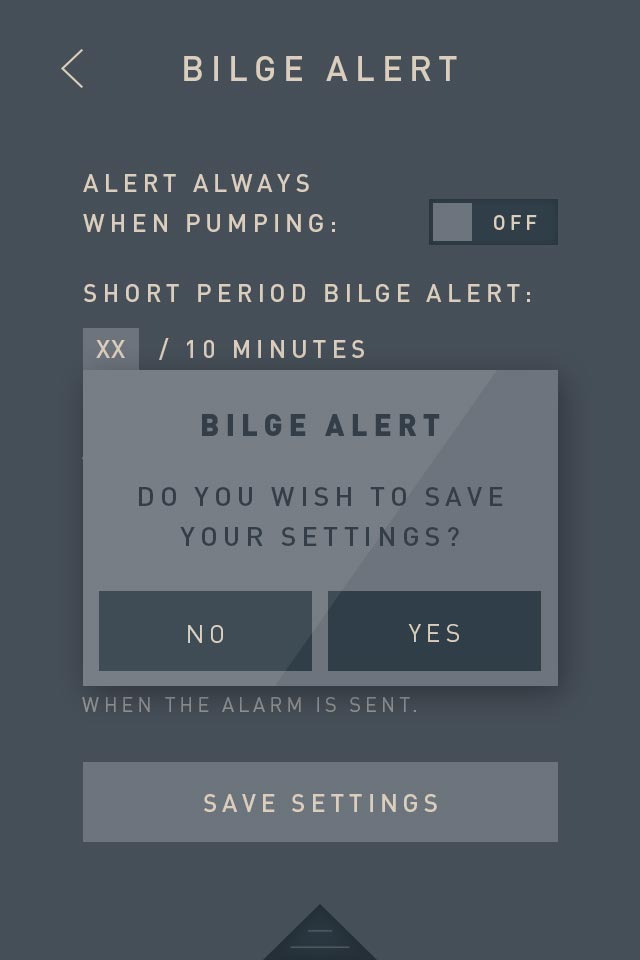 BILGE ALERT
ALERT ALWAYS
WHEN PUMPING:
OFF
SHORT PERIOD BILGE ALERT:
XX / 10 MINUTES
BILGE ALERT
DO YOU WISH TO SAVE
YOUR SETTINGS?
NO
YES
WHEN THE ALARM IS SENT.
SAVE SETTINGS